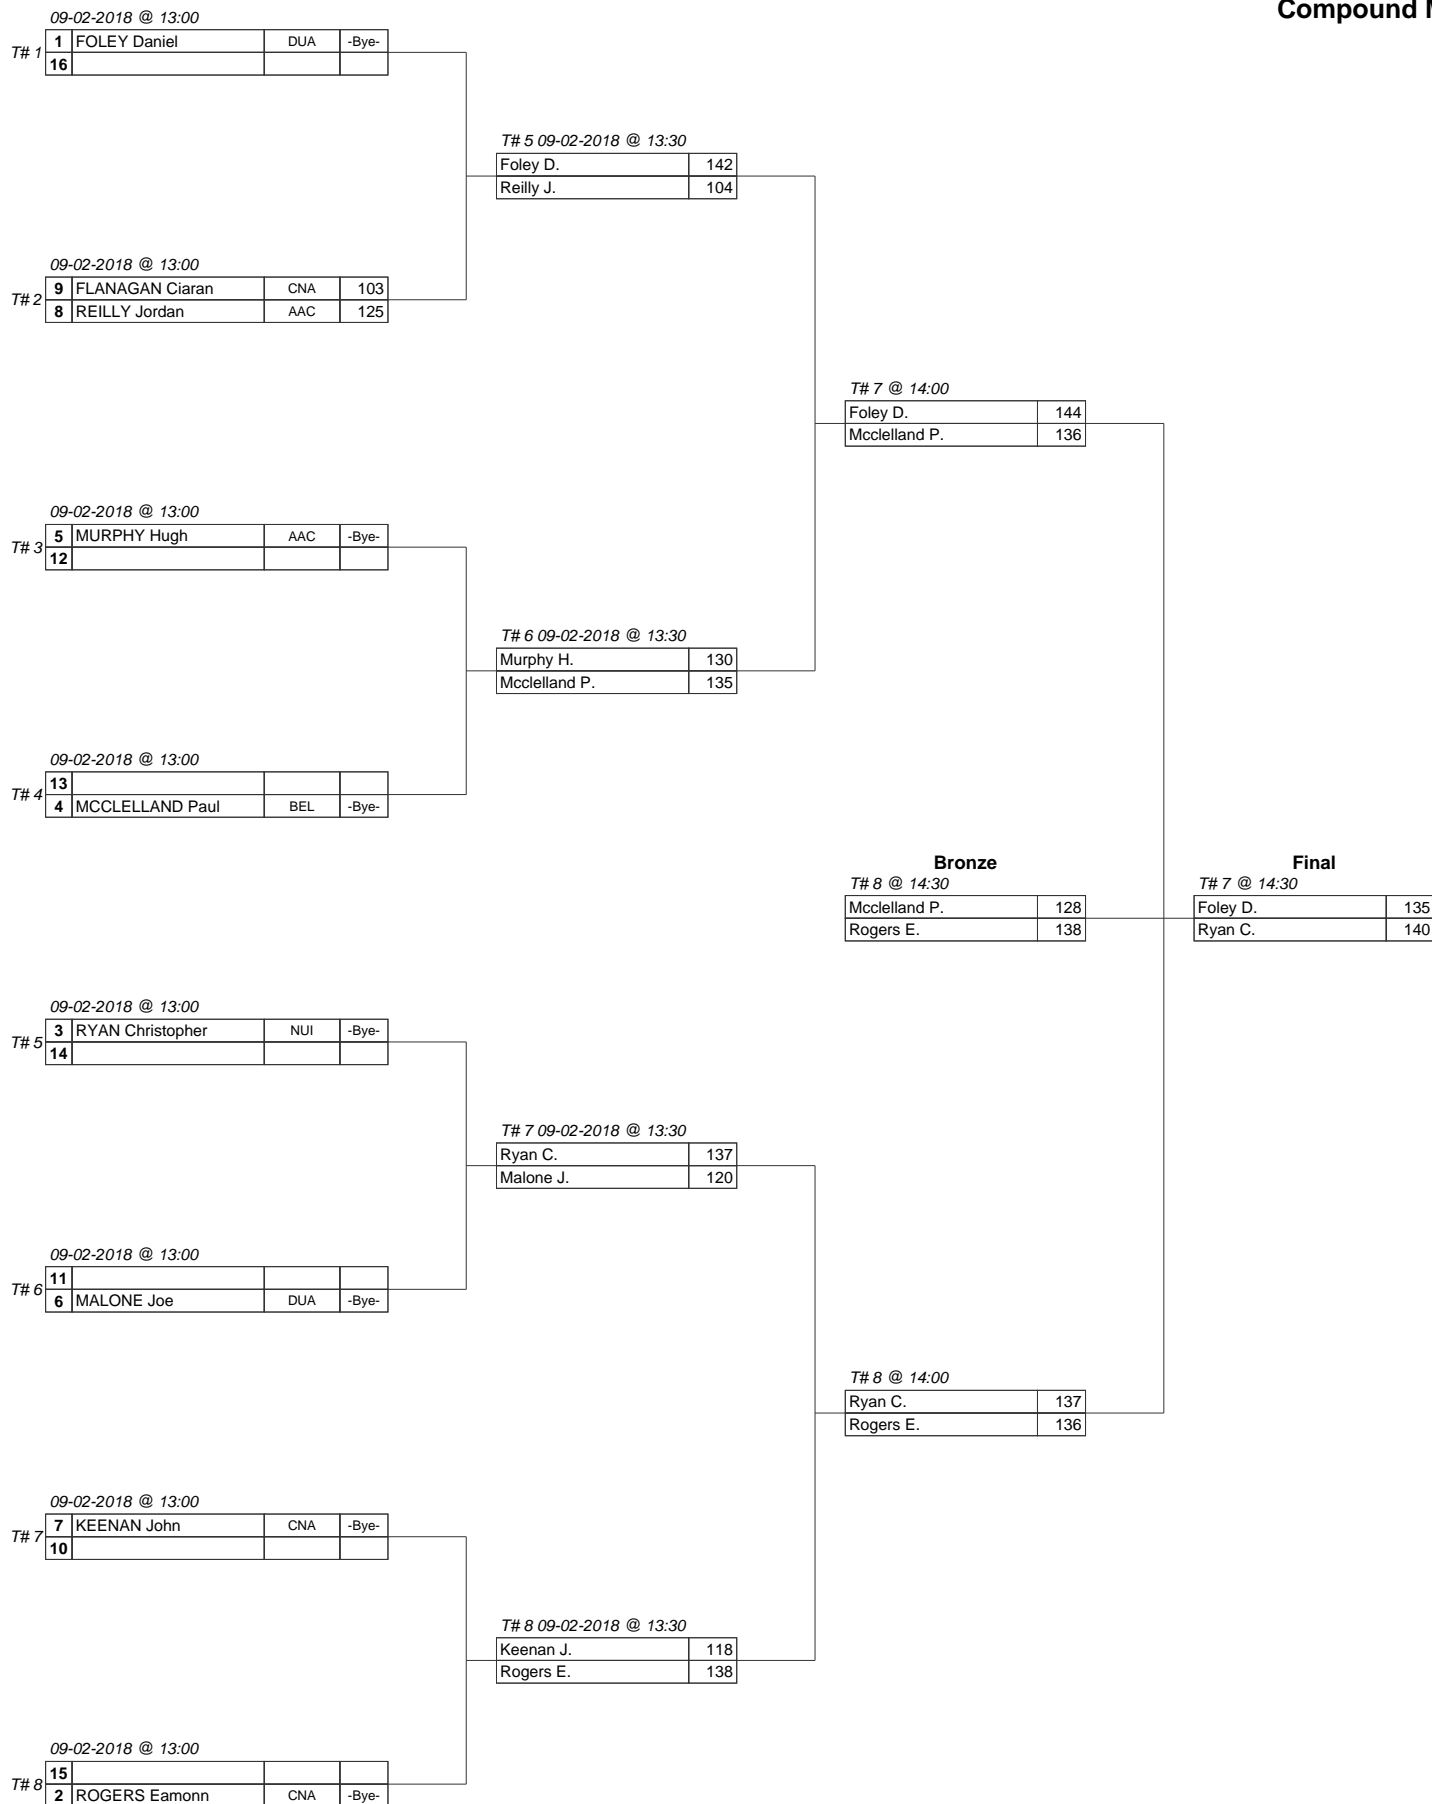 Compound M
09-02-2018 @ 13:00
T# 1
1 FOLEY Daniel DUA -Bye-
16
T# 5 09-02-2018 @ 13:30
Foley D. 142
Reilly J. 104
09-02-2018 @ 13:00
T# 2
9 FLANAGAN Ciaran CNA 103
8 REILLY Jordan AAC 125
T# 7 @ 14:00
Foley D. 144
Mcclelland P. 136
09-02-2018 @ 13:00
T# 3
5 MURPHY Hugh AAC -Bye-
12
T# 6 09-02-2018 @ 13:30
Murphy H. 130
Mcclelland P. 135
09-02-2018 @ 13:00
T# 4
13
4 MCCLELLAND Paul BEL -Bye-
Bronze
T# 8 @ 14:30
Mcclelland P. 128
Rogers E. 138
Final
T# 7 @ 14:30
Foley D. 135
Ryan C. 140
09-02-2018 @ 13:00
T# 5
3 RYAN Christopher NUI -Bye-
14
T# 7 09-02-2018 @ 13:30
Ryan C. 137
Malone J. 120
09-02-2018 @ 13:00
T# 6
11
6 MALONE Joe DUA -Bye-
T# 8 @ 14:00
Ryan C. 137
Rogers E. 136
09-02-2018 @ 13:00
T# 7
7 KEENAN John CNA -Bye-
10
T# 8 09-02-2018 @ 13:30
Keenan J. 118
Rogers E. 138
09-02-2018 @ 13:00
T# 8
15
2 ROGERS Eamonn CNA -Bye-